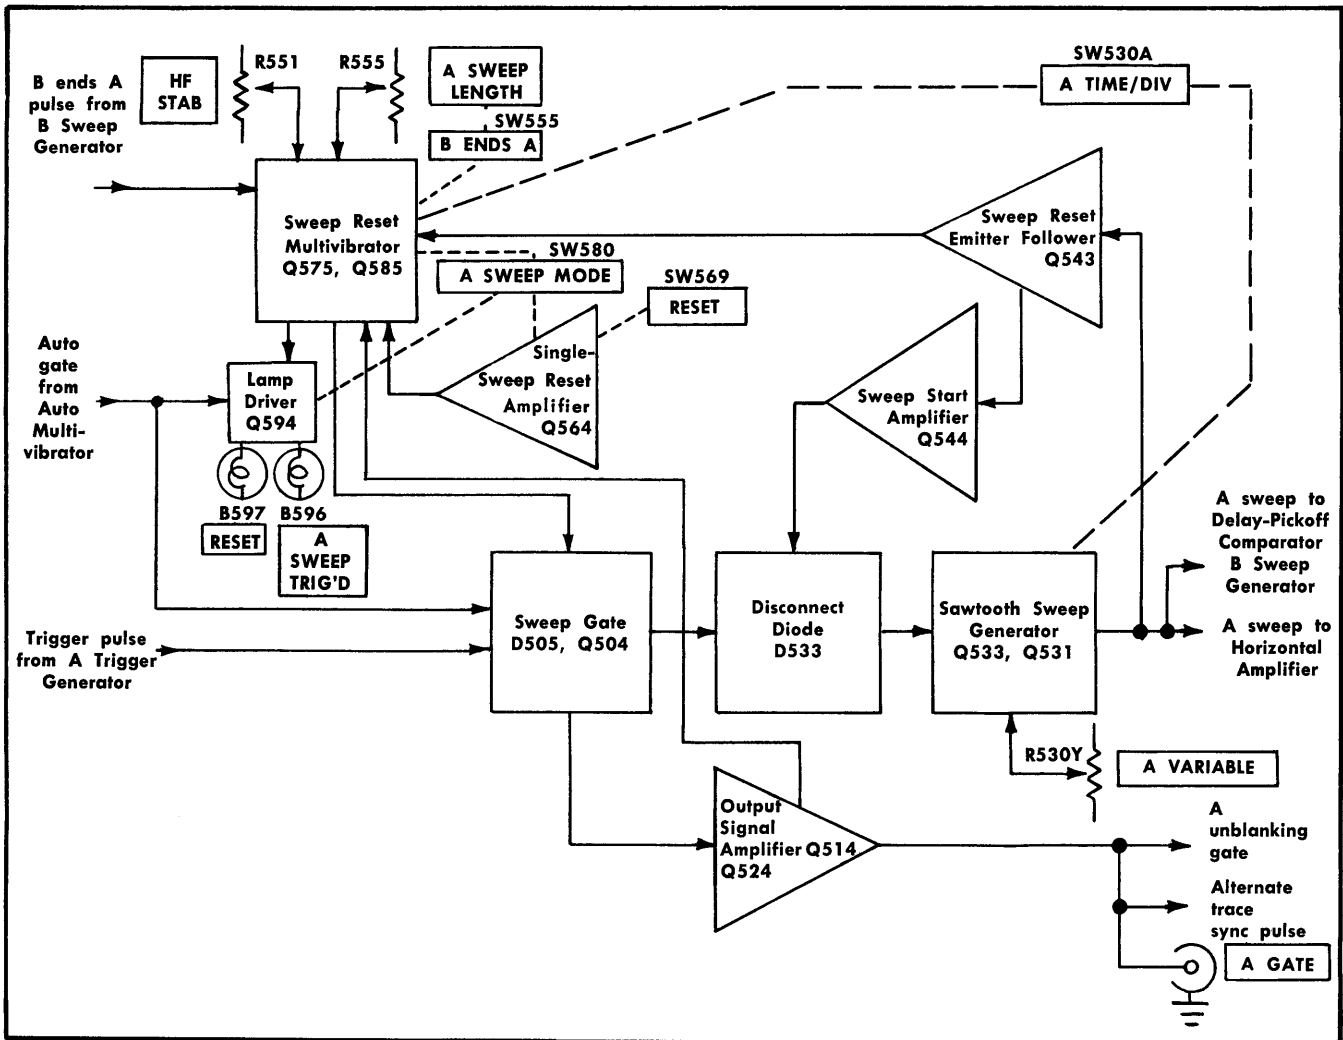 B ends A
pulse from
B Sweep
Generator
HF
STAB
R551
R555
A SWEEP
LENGTH
SW555
B ENDS A
SW530A
A TIME/DIV
Sweep Reset
Multivibrator
Q575, Q585
Sweep Reset
Emitter Follower
Q543
SW580
A SWEEP MODE
SW569
RESET
Auto
gate
from
Auto
Multi-
vibrator
Lamp
Driver
Q594
Single-
Sweep Reset
Amplifier
Q564
Sweep Start
Amplifier
Q544
B597
RESET
B596
A
SWEEP
TRIG'D
A sweep to
Delay-Pickoff
Comparator
B Sweep
Generator
Sweep Gate
D505, Q504
Disconnect
Diode
D533
Sawtooth Sweep
Generator
Q533, Q531
Trigger pulse
from A Trigger
Generator
A sweep to
Horizontal
Amplifier
R530Y
A VARIABLE
Output
Signal
Amplifier Q514
Q524
A
unblanking
gate
Alternate
trace
sync pulse
A GATE